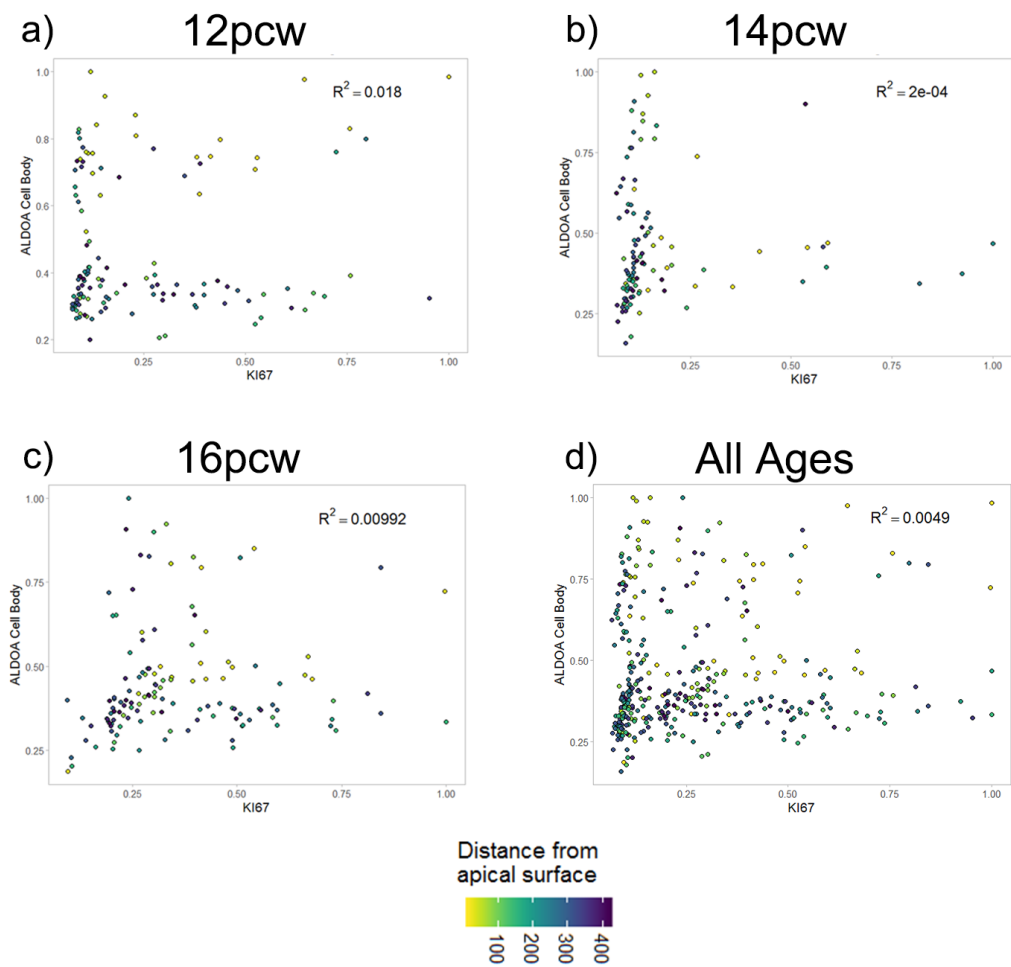 a) 12pcw
1.0
0.8
0.6
0.4
0.2
ALDOA Cell Body
R² = 0.018
0.25 0.50 0.75 1.00
KI67
b) 14pcw
1.00
0.75
0.50
0.25
ALDOA Cell Body
R² = 2e-04
0.25 0.50 0.75 1.00
KI67
c) 16pcw
1.00
0.75
0.50
0.25
ALDOA Cell Body
R² = 0.00992
0.25 0.50 0.75 1.00
KI67
d) All Ages
1.00
0.75
0.50
0.25
ALDOA Cell Body
R² = 0.0049
0.25 0.50 0.75 1.00
KI67
Distance from
apical surface
100 200 300 400